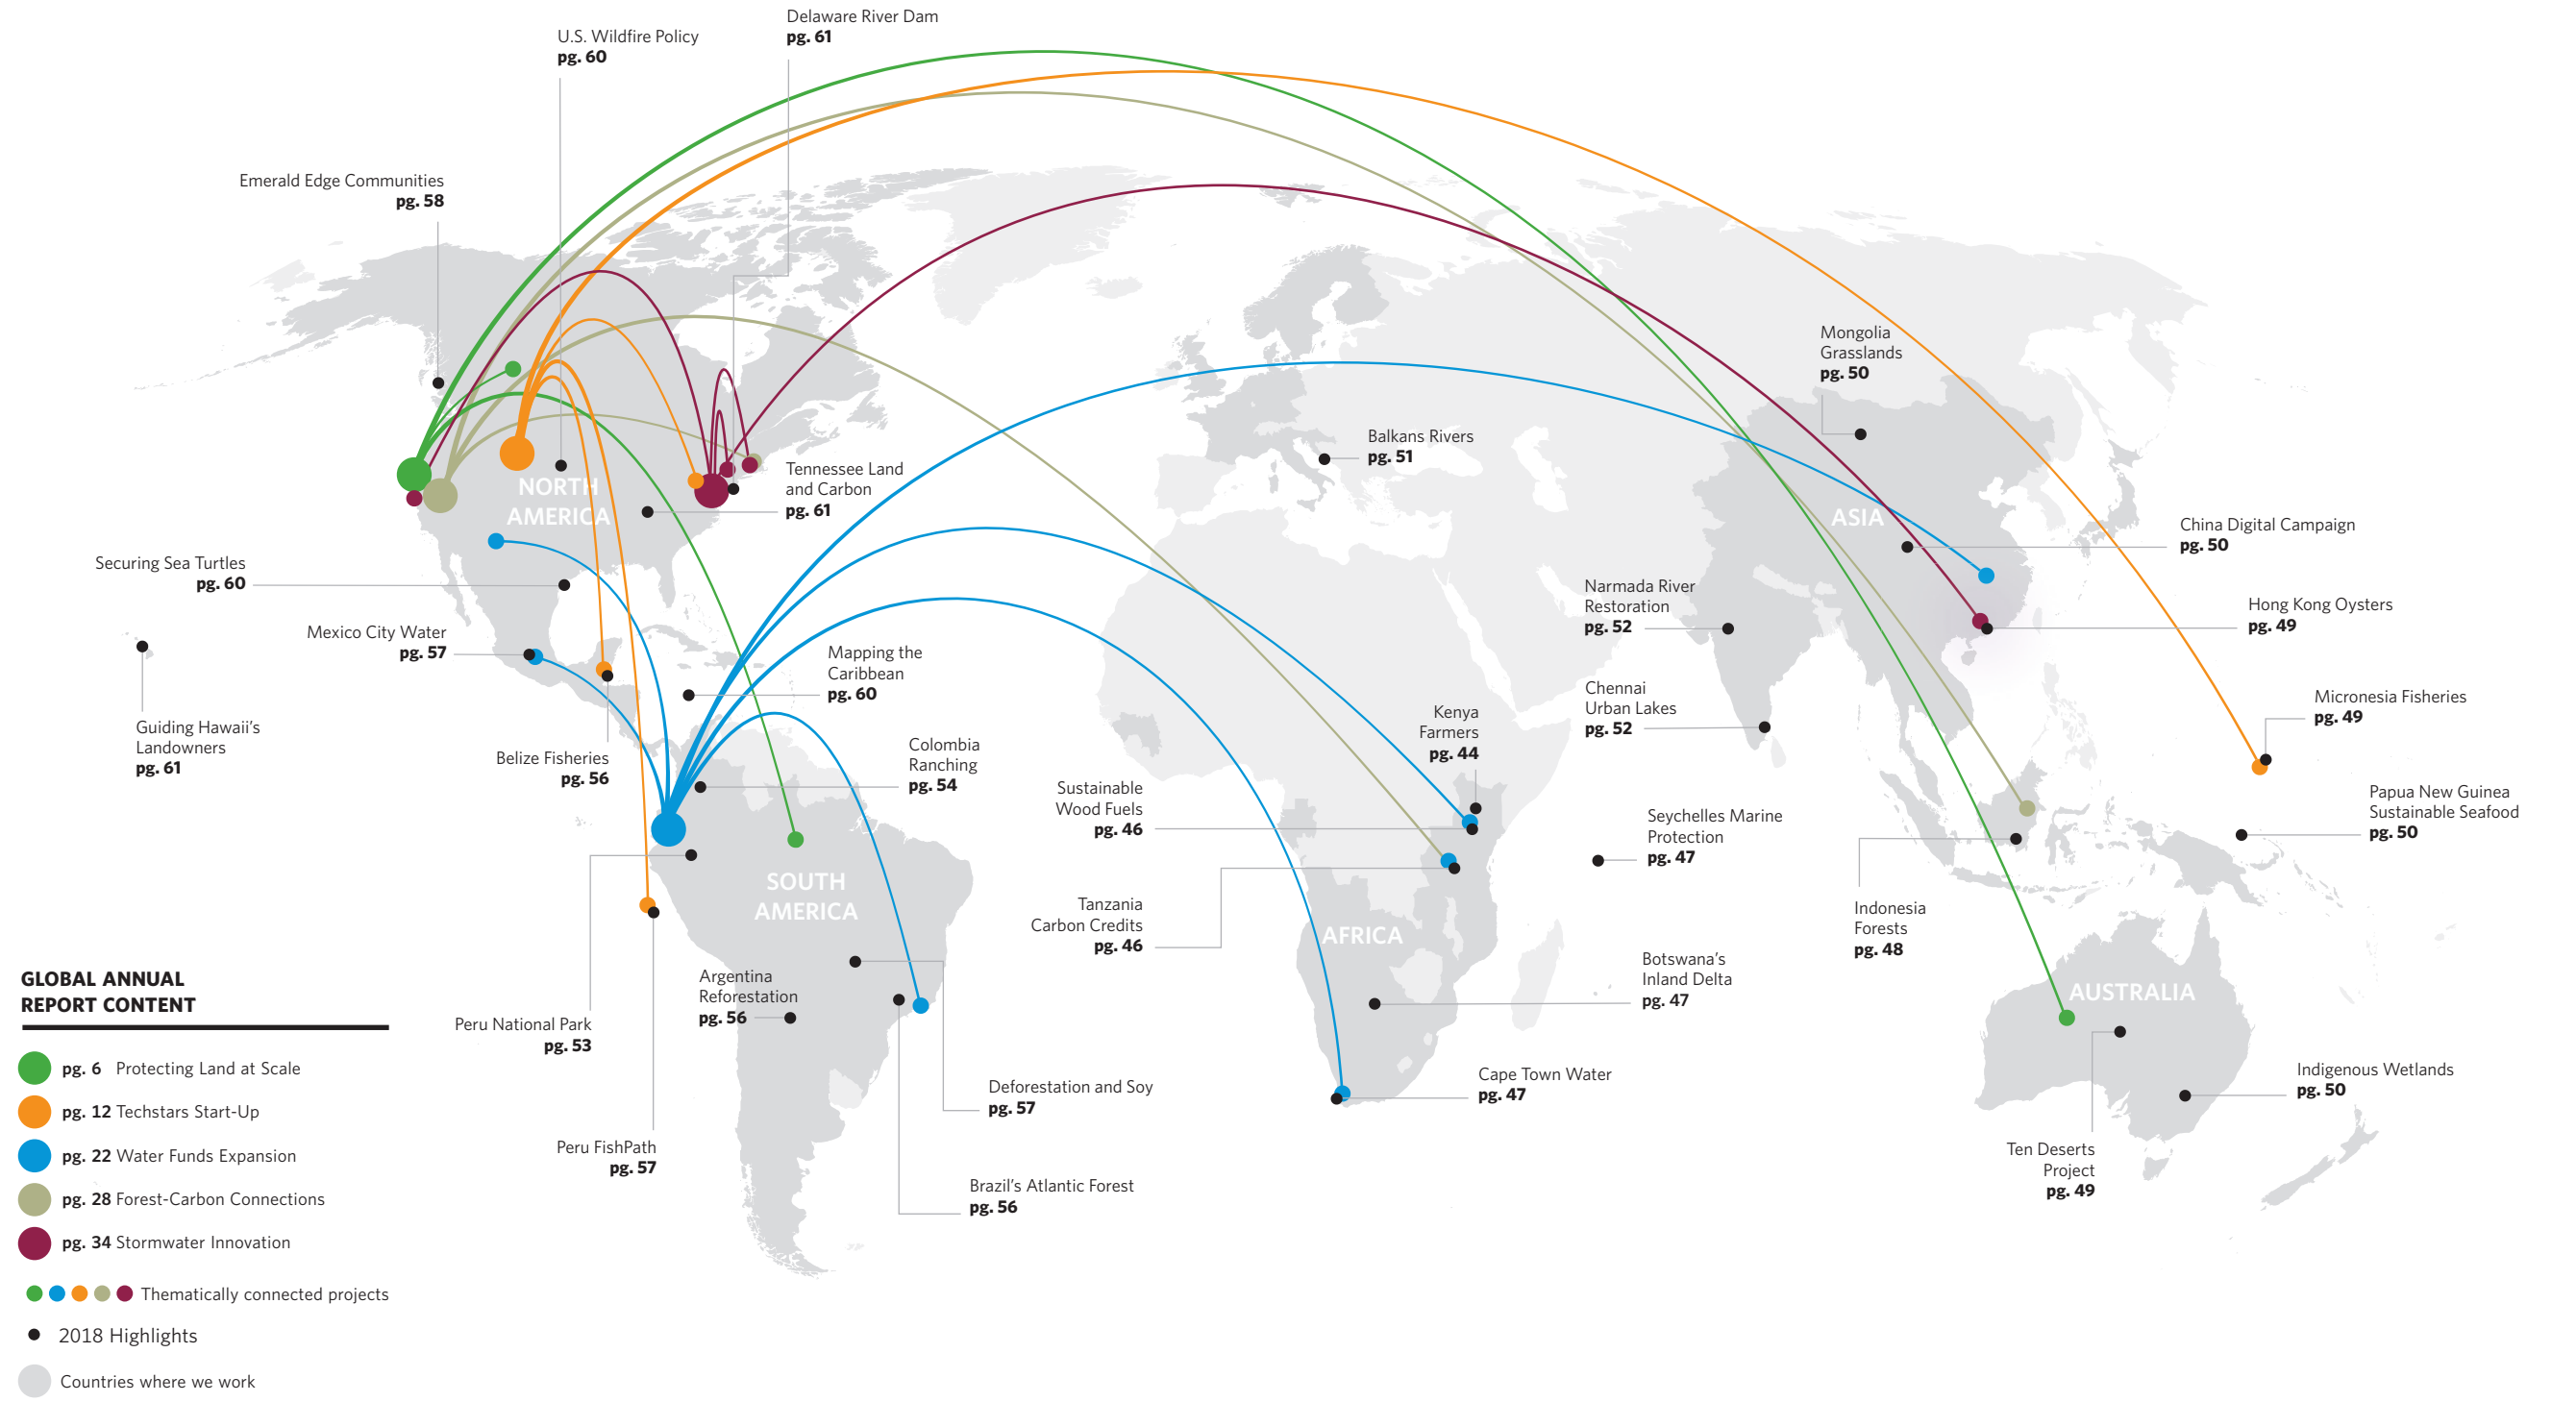 Delaware River Dam
pg. 61
U.S. Wildfire Policy
pg. 60
Emerald Edge Communities
pg. 58
Mongolia
Grasslands
pg. 50
Balkans Rivers
pg. 51
Tennessee Land
and Carbon
pg. 61
NORTH
AMERICA
ASIA
China Digital Campaign
pg. 50
Securing Sea Turtles
pg. 60
Narmada River
Restoration
pg. 52
Hong Kong Oysters
pg. 49
Mexico City Water
pg. 57
Mapping the
Caribbean
pg. 60
Chennai
Urban Lakes
pg. 52
Micronesia Fisheries
pg. 49
Guiding Hawaii’s
Landowners
pg. 61
Belize Fisheries
pg. 56
Colombia
Ranching
pg. 54
Kenya
Farmers
pg. 44
Sustainable
Wood Fuels
pg. 46
Seychelles Marine
Protection
pg. 47
Papua New Guinea
Sustainable Seafood
pg. 50
SOUTH
AMERICA
Tanzania
Carbon Credits
pg. 46
AFRICA
Indonesia
Forests
pg. 48
Botswana’s
Inland Delta
pg. 47
AUSTRALIA
Argentina
Reforestation
pg. 56
Peru National Park
pg. 53
Deforestation and Soy
pg. 57
Cape Town Water
pg. 47
Indigenous Wetlands
pg. 50
Peru FishPath
pg. 57
Ten Deserts
Project
pg. 49
Brazil’s Atlantic Forest
pg. 56
GLOBAL ANNUAL
REPORT CONTENT
pg. 6 Protecting Land at Scale
pg. 12 Techstars Start-Up
pg. 22 Water Funds Expansion
pg. 28 Forest-Carbon Connections
pg. 34 Stormwater Innovation
Thematically connected projects
2018 Highlights
Countries where we work